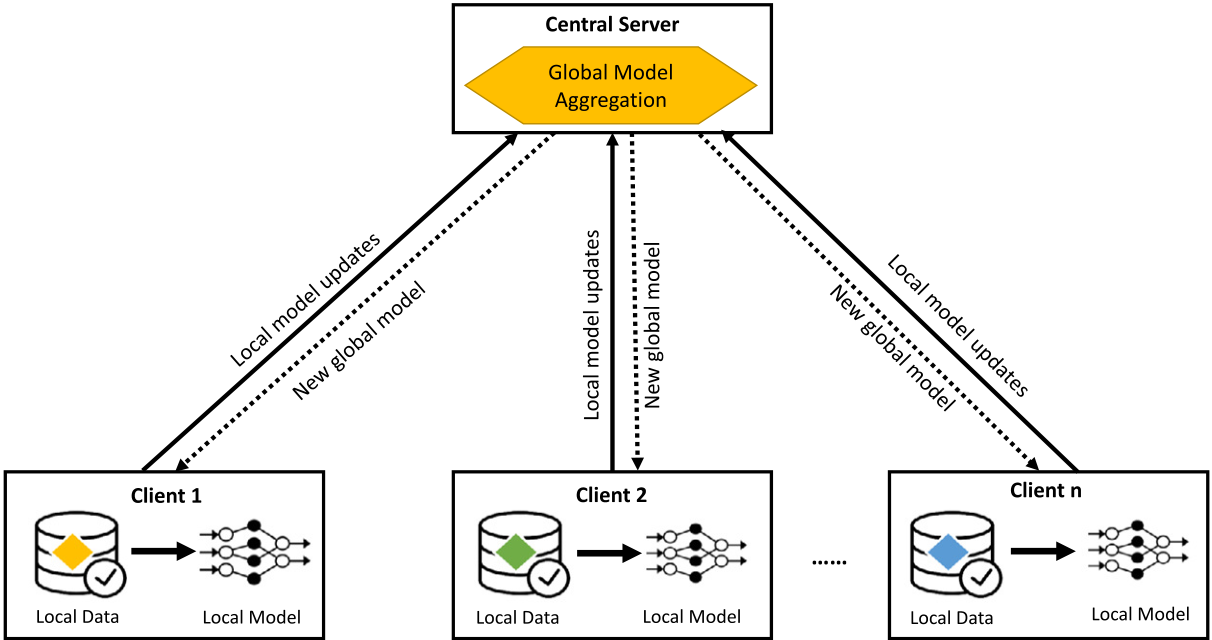 Central Server
Global Model
Aggregation
Local model updates
New global model
Local model updates
New global model
Local model updates
New global model
Client 1
Local Data
Local Model
Client 2
Local Data
Local Model
......
Client n
Local Data
Local Model